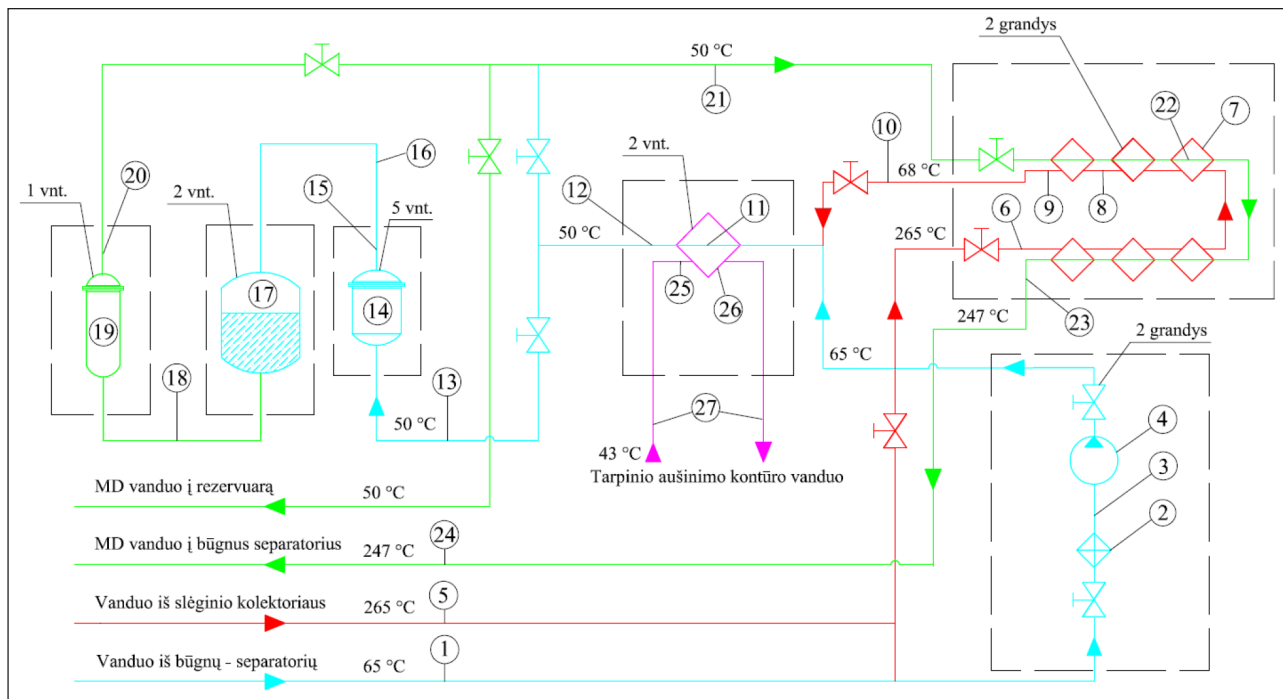 2 grandys
50 °C
21
22
7
10
16
20
2 vnt.
68 °C
1 vnt.
2 vnt.
15
5 vnt.
12
11
9
8
6
50 °C
265 °C
25
26
17
14
19
247 °C
23
2 grandys
65 °C
18
13
50 °C
27
4
43 °C
Tarpinio aušinimo kontūro vanduo
3
MD vanduo į rezervuarą
50 °C
2
MD vanduo į būgnus separatorius
247 °C
24
Vanduo iš slėginio kolektoriaus
265 °C
5
Vanduo iš būgnų - separatorių
65 °C
1